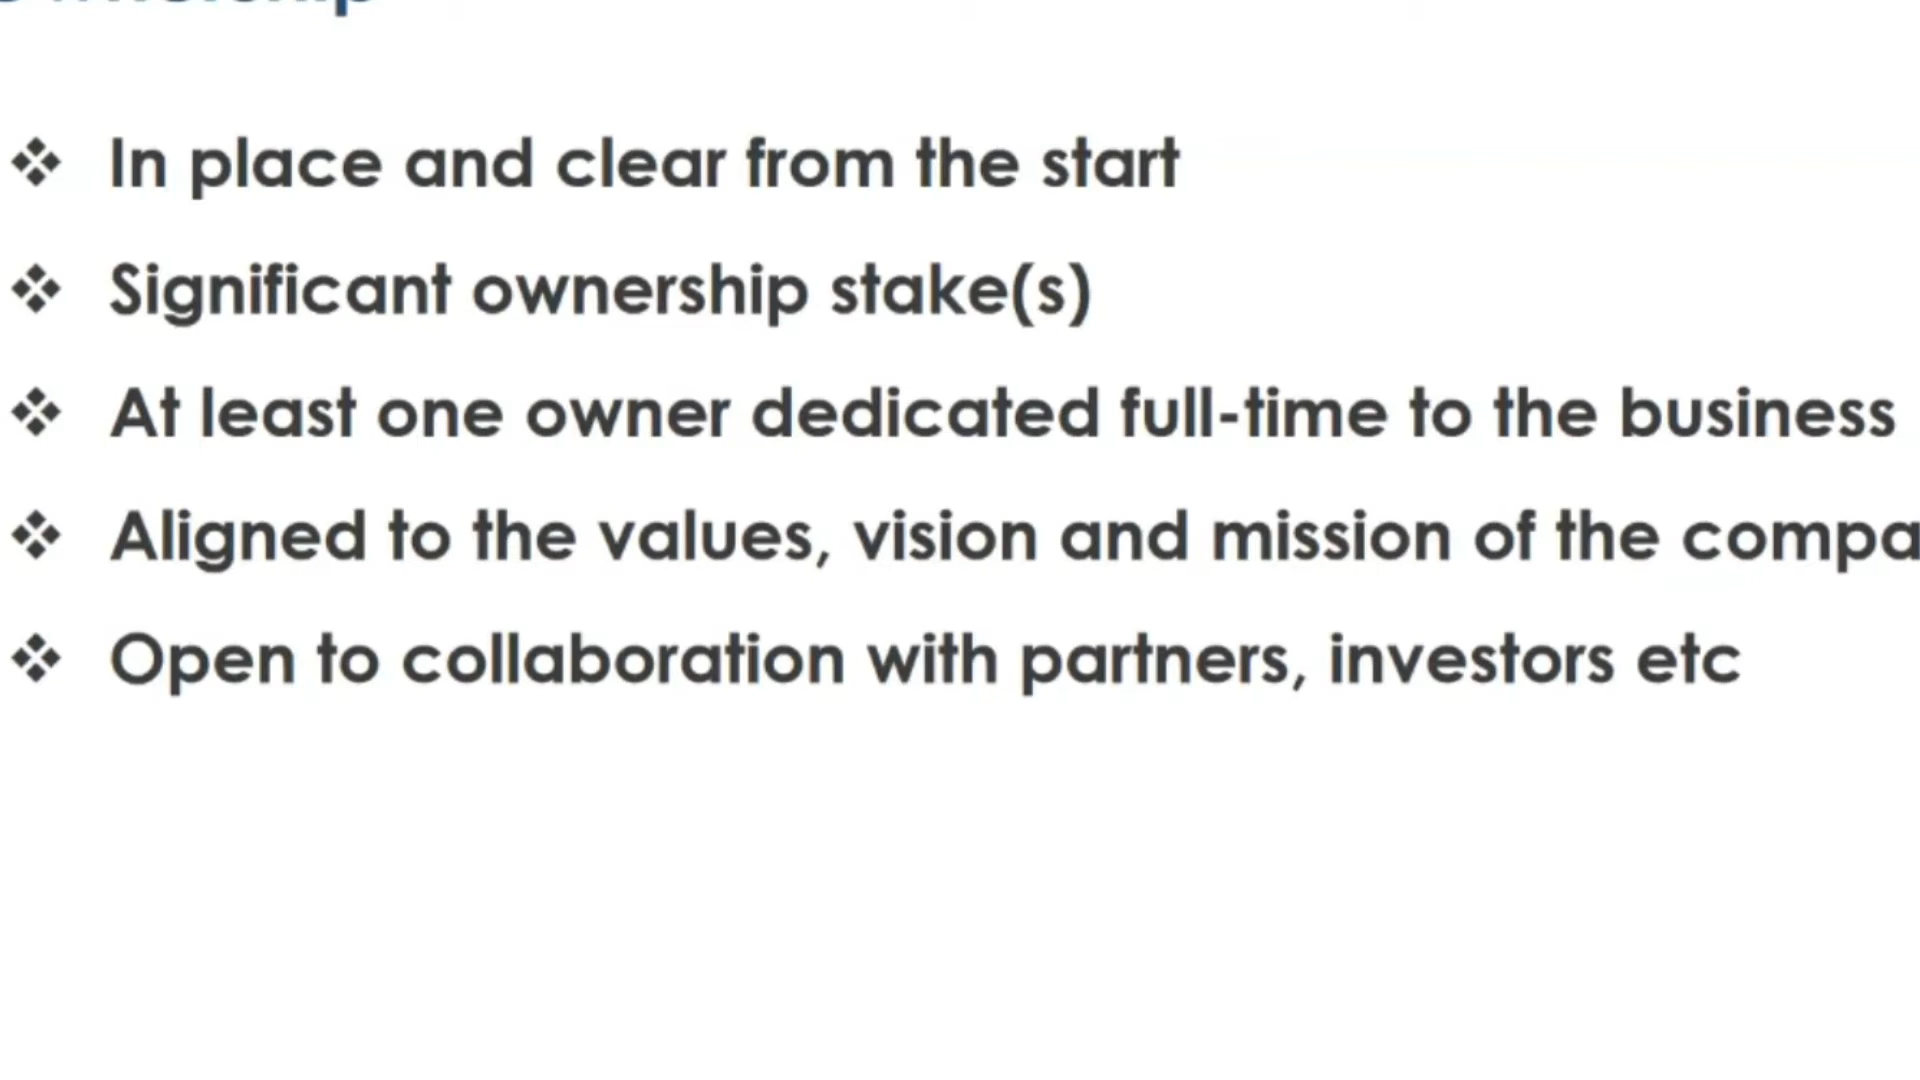 Ownership
❖ In place and clear from the start
❖ Significant ownership stake(s)
❖ At least one owner dedicated full-time to the business
❖ Aligned to the values, vision and mission of the compa
❖ Open to collaboration with partners, investors etc